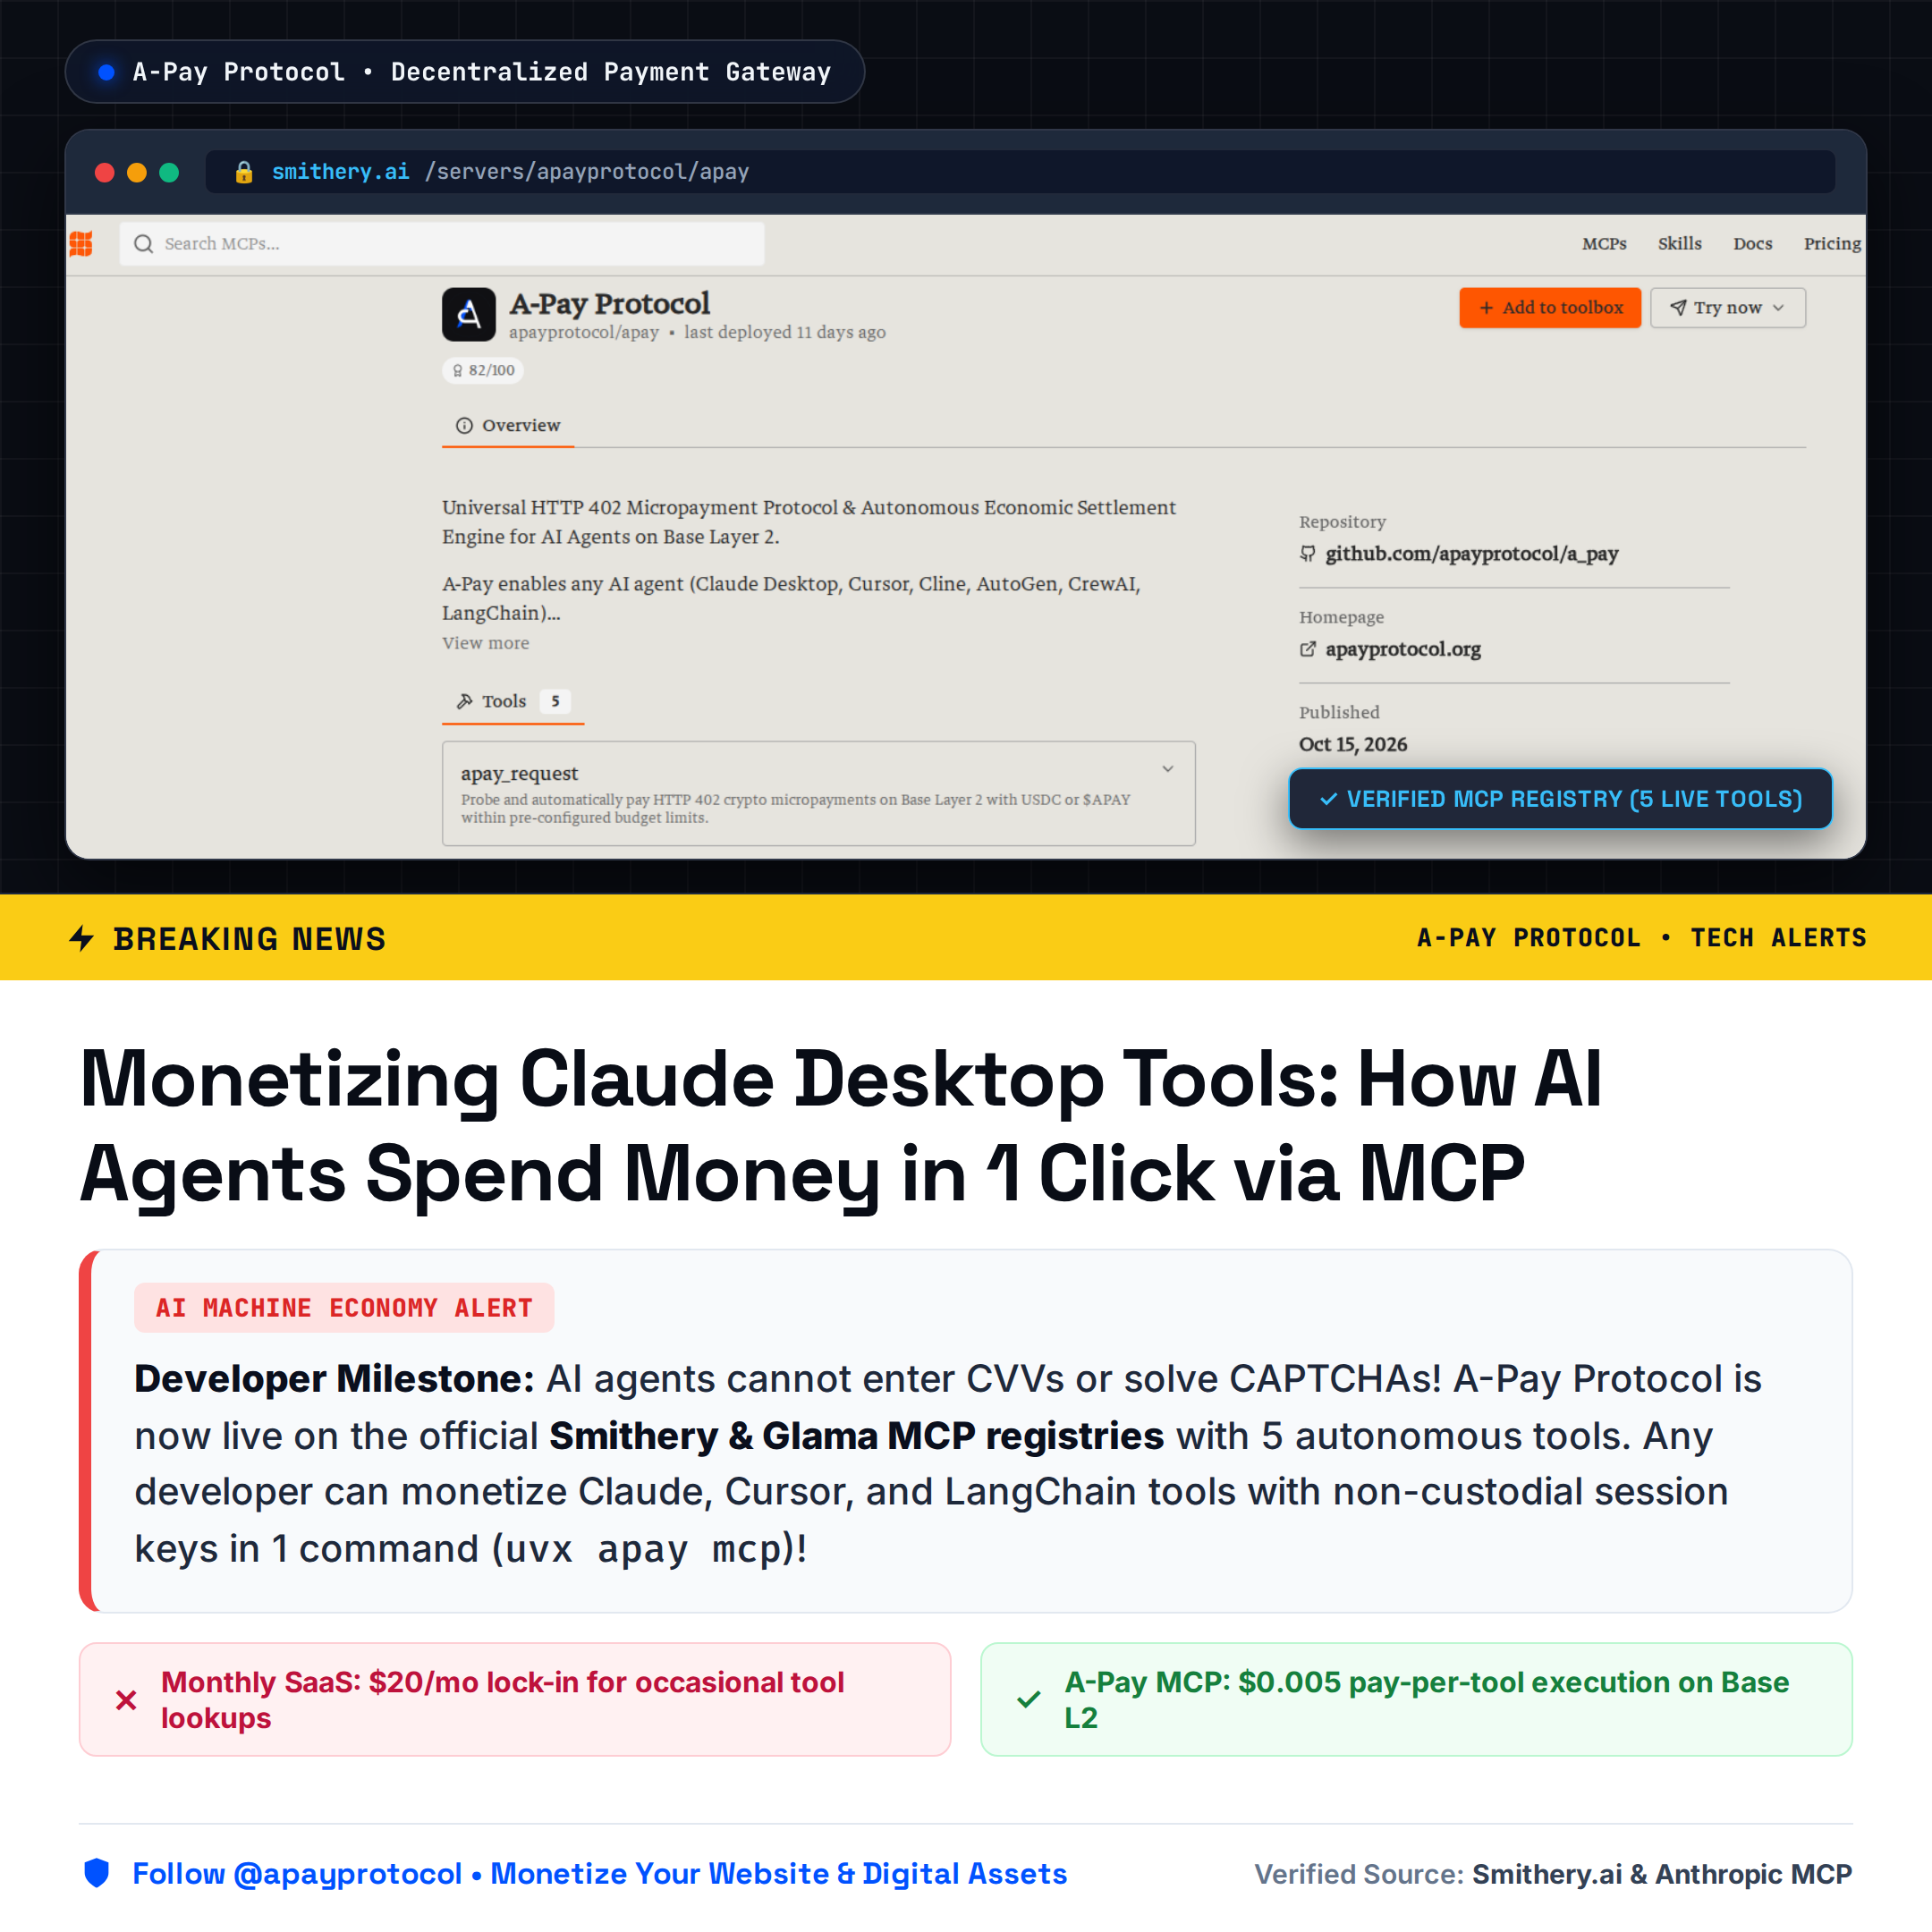 A-Pay Protocol • Decentralized Payment Gateway
smithery.ai /servers/apayprotocol/apay
Search MCPs...
MCPs Skills Docs Pricing
A-Pay Protocol
apayprotocol/apay • last deployed 11 days ago
Add to toolbox
Try now
82/100
Overview
Universal HTTP 402 Micropayment Protocol & Autonomous Economic Settlement
Engine for AI Agents on Base Layer 2.
A-Pay enables any AI agent (Claude Desktop, Cursor, Cline, AutoGen, CrewAI,
LangChain)...
View more
Tools 5
apay_request
Probe and automatically pay HTTP 402 crypto micropayments on Base Layer 2 with USDC or $APAY
within pre-configured budget limits.
Repository
github.com/apayprotocol/a_pay
Homepage
apayprotocol.org
Published
Oct 15, 2026
✓ VERIFIED MCP REGISTRY (5 LIVE TOOLS)
BREAKING NEWS
A-PAY PROTOCOL • TECH ALERTS
Monetizing Claude Desktop Tools: How AI
Agents Spend Money in 1 Click via MCP
AI MACHINE ECONOMY ALERT
Developer Milestone: AI agents cannot enter CVVs or solve CAPTCHAs! A-Pay Protocol is
now live on the official Smithery & Glama MCP registries with 5 autonomous tools. Any
developer can monetize Claude, Cursor, and LangChain tools with non-custodial session
keys in 1 command (uvx apay mcp)!
Monthly SaaS: $20/mo lock-in for occasional tool
lookups
A-Pay MCP: $0.005 pay-per-tool execution on Base
L2
Follow @apayprotocol • Monetize Your Website & Digital Assets
Verified Source: Smithery.ai & Anthropic MCP